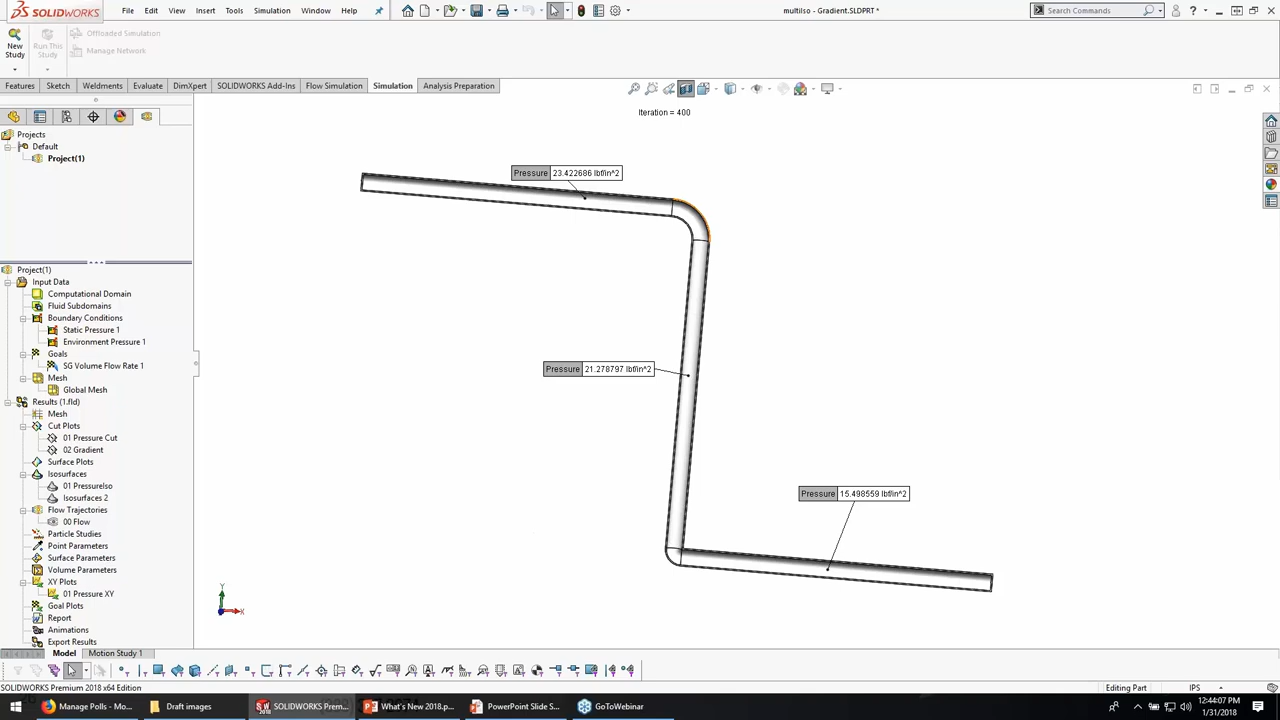 SOLIDWORKS
File Edit View Insert Tools Simulation Window Help
multiIso - Gradient.SLDPRT *
Search Commands
New Study
Run This Study
Offloaded Simulation
Manage Network
Features Sketch Weldments Evaluate DimXpert SOLIDWORKS Add-Ins Flow Simulation Simulation Analysis Preparation
Iteration = 400
Projects
Default
Project(1)
Pressure 23.422686 lbf/in^2
Pressure 21.278797 lbf/in^2
Pressure 15.498559 lbf/in^2
Project(1)
Input Data
Computational Domain
Fluid Subdomains
Boundary Conditions
Static Pressure 1
Environment Pressure 1
Goals
SG Volume Flow Rate 1
Mesh
Global Mesh
Results (1.fld)
Mesh
Cut Plots
01 Pressure Cut
02 Gradient
Surface Plots
Isosurfaces
01 PressureIso
Isosurfaces 2
Flow Trajectories
00 Flow
Particle Studies
Point Parameters
Surface Parameters
Volume Parameters
XY Plots
01 Pressure XY
Goal Plots
Report
Animations
Export Results
Y
X
Model Motion Study 1
SOLIDWORKS Premium 2018 x64 Edition
Editing Part
IPS
Manage Polls - Mo...
Draft images
SOLIDWORKS Prem...
What's New 2018.p...
PowerPoint Slide S...
GoToWebinar
12:44:07 PM
1/31/2018